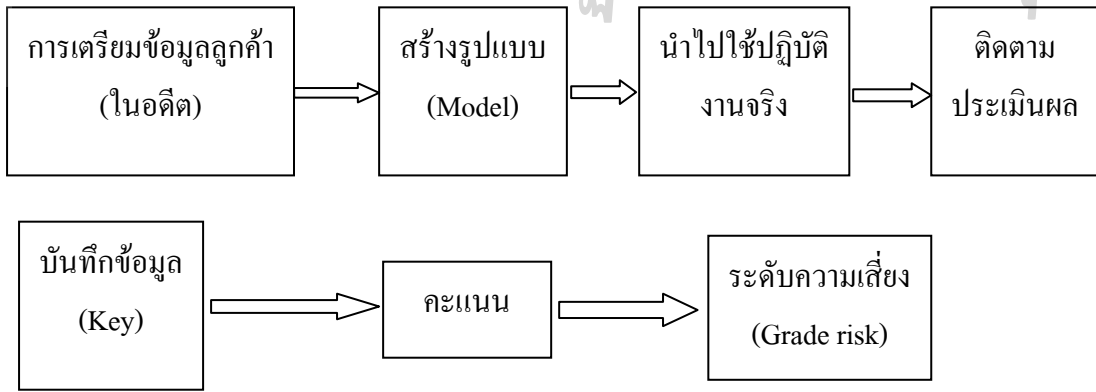 การเตรียมข้อมูลลูกค้า
(ในอดีต)
สร้างรูปแบบ
(Model)
นำไปใช้ปฏิบัติ
งานจริง
ติดตาม
ประเมินผล
บันทึกข้อมูล
(Key)
คะแนน
ระดับความเสี่ยง
(Grade risk)